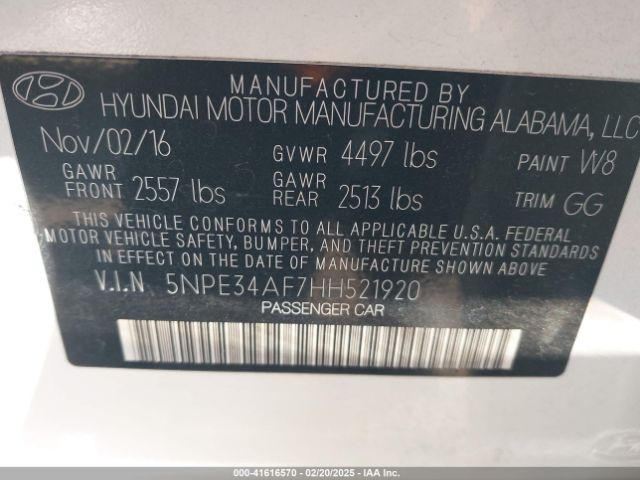 MANUFACTURED BY
HYUNDAI MOTOR MANUFACTURING ALABAMA, LLC
Nov/02/16 GVWR 4497 lbs PAINT W8
GAWR FRONT 2557 lbs GAWR REAR 2513 lbs TRIM GG
THIS VEHICLE CONFORMS TO ALL APPLICABLE U.S.A. FEDERAL
MOTOR VEHICLE SAFETY, BUMPER, AND THEFT PREVENTION STANDARDS
IN EFFECT ON THE DATE OF MANUFACTURE SHOWN ABOVE.
V.I.N 5NPE34AF7HH521920
PASSENGER CAR
000-41616570 - 02/20/2025 - IAA Inc.